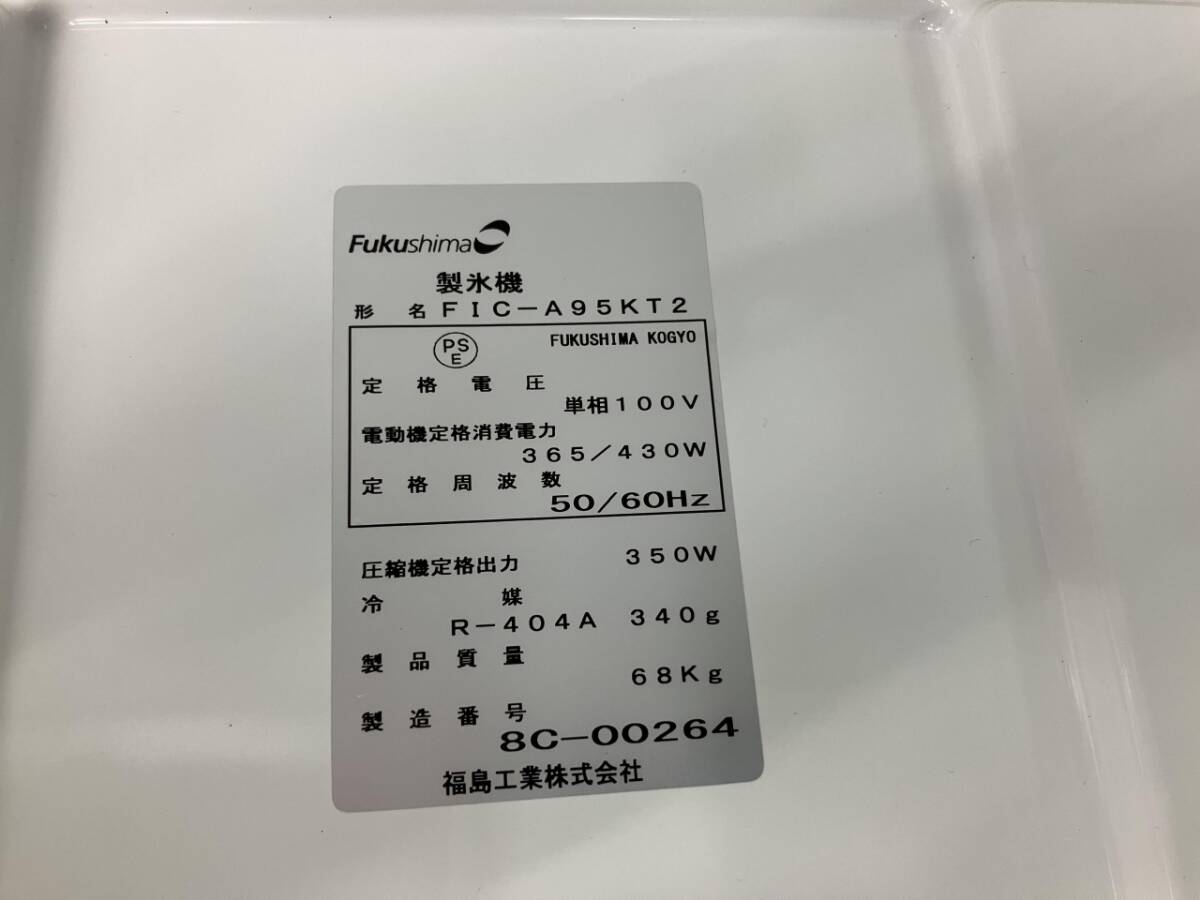 Fukushima
製氷機
形名 FIC-A95KT2
PSE FUKUSHIMA KOGYO
定格電圧
単相100V
電動機定格消費電力
365/430W
定格周波数
50/60Hz
圧縮機定格出力 350W
冷媒
R-404A 340g
製品質量
68Kg
製造番号
8C-00264
福島工業株式会社